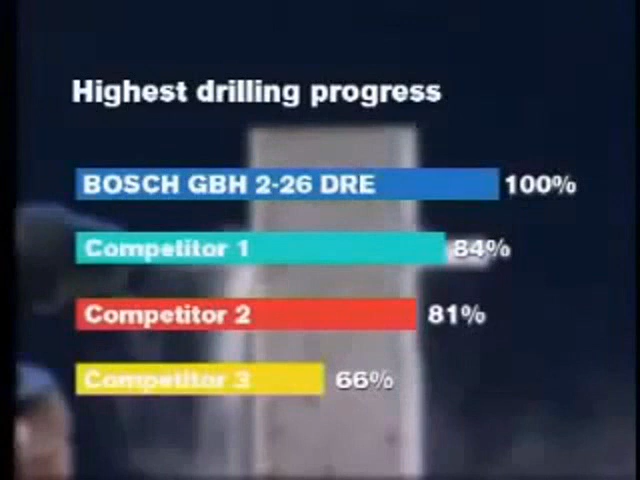 Highest drilling progress
BOSCH GBH 2-26 DRE 100%
Competitor 1 84%
Competitor 2 81%
Competitor 3 66%